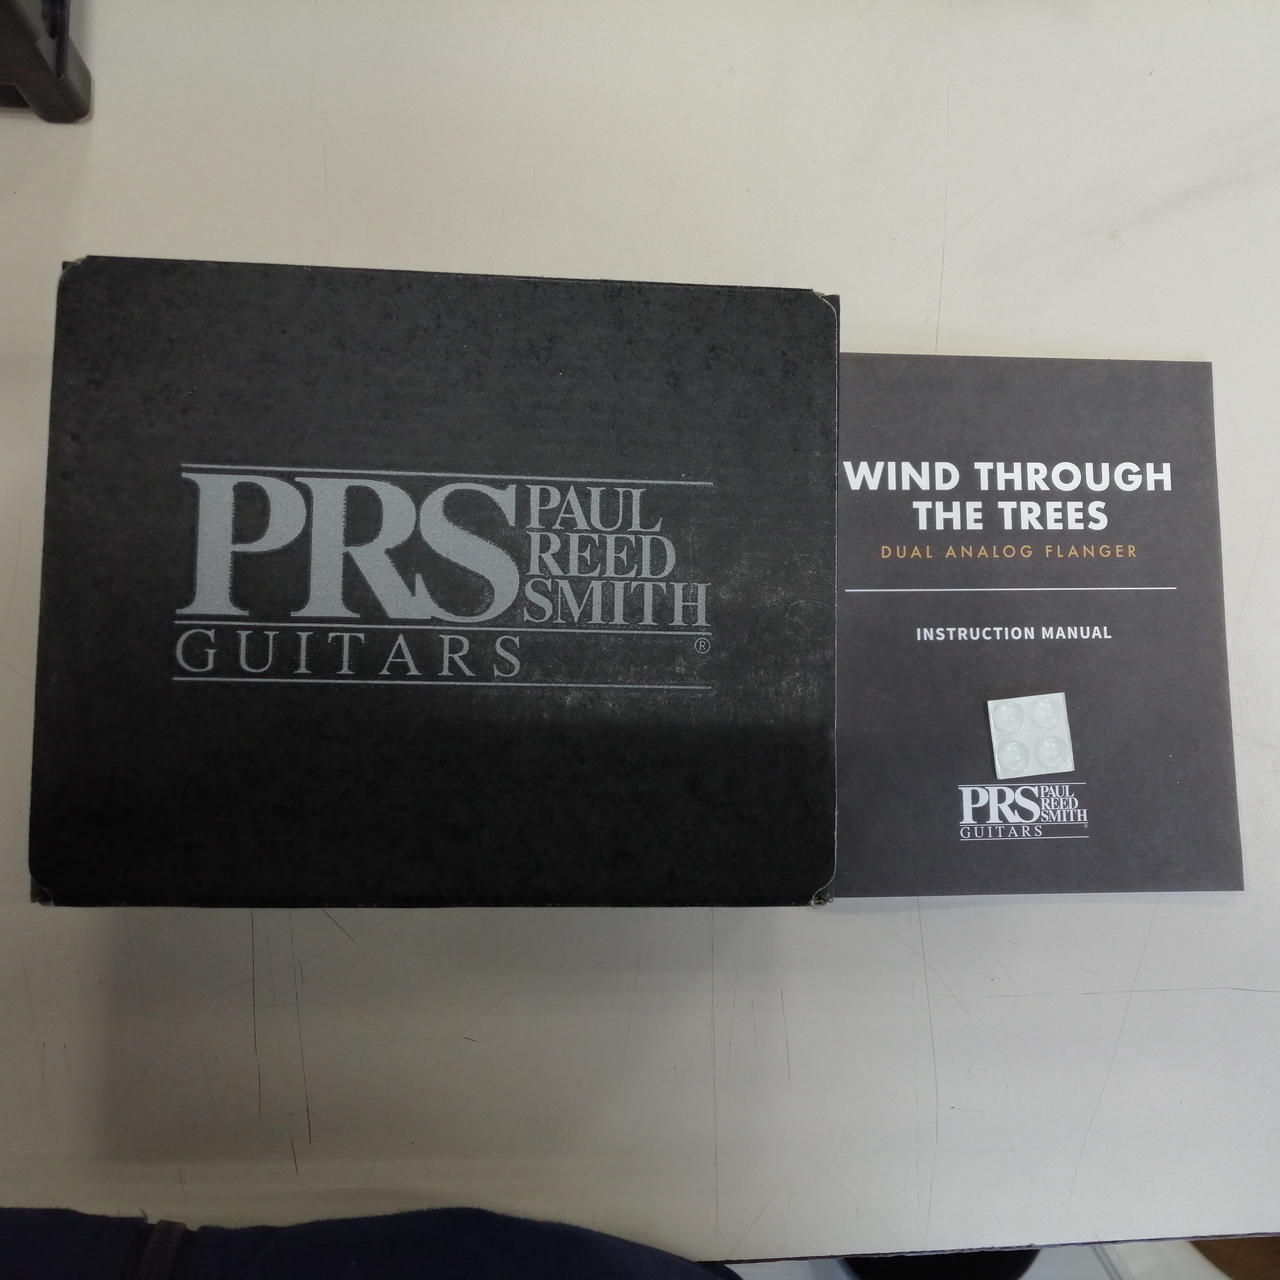 PRS PAUL
REED
SMITH
GUITARS ®
WIND THROUGH
THE TREES
DUAL ANALOG FLANGER
INSTRUCTION MANUAL
PRS PAUL
REED
SMITH
GUITARS